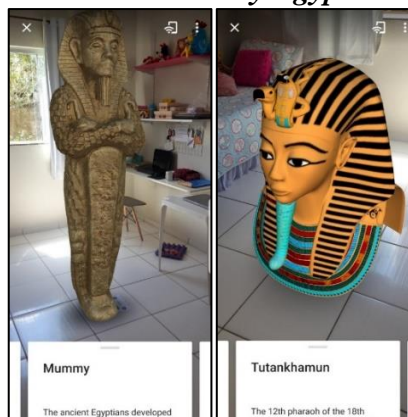 Mummy
The ancient Egyptians developed
Tutankhamun
The 12th pharaoh of the 18th